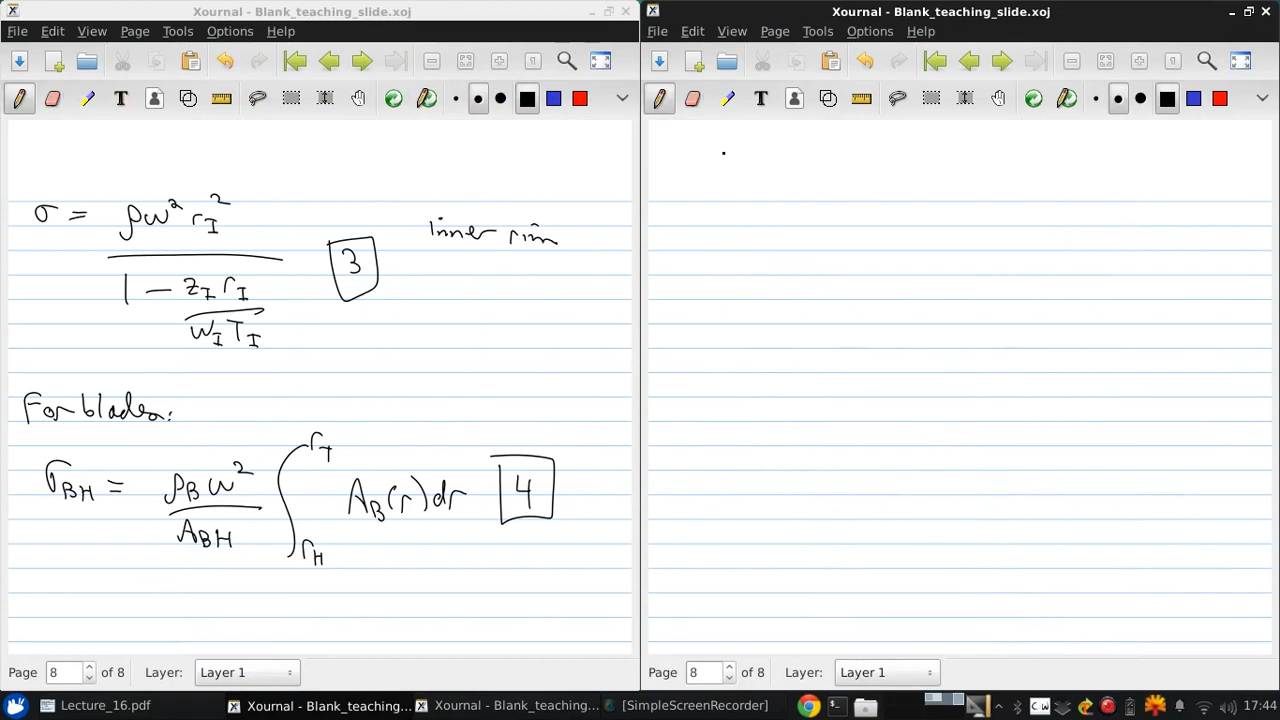 Xournal - Blank_teaching_slide.xoj
File Edit View Page Tools Options Help
σ = ρω² r_I²
1 - z_I r_I
w_I T_I
3
inner rim
For blades:
σ_BH = ρ_B ω²
A_BH
r_T
r_H
A_B(r)dr
4
Page 8 of 8 Layer: Layer 1
Xournal - Blank_teaching_slide.xoj
File Edit View Page Tools Options Help
Page 8 of 8 Layer: Layer 1
Lecture_16.pdf Xournal - Blank_teaching.... Xournal - Blank_teaching_... [SimpleScreenRecorder] 17:44